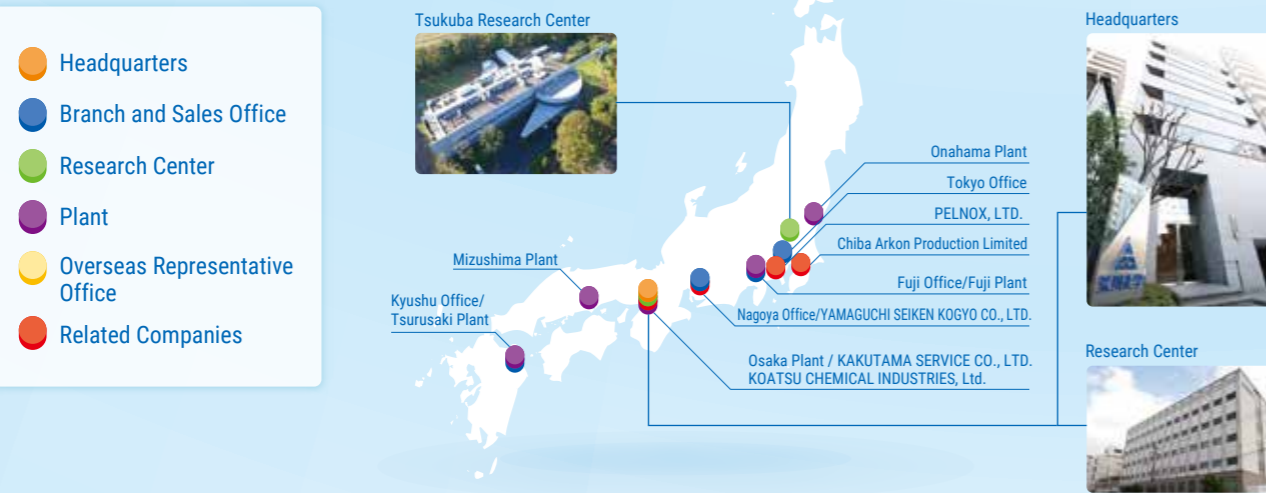 Headquarters
Branch and Sales Office
Research Center
Plant
Overseas Representative
Office
Related Companies
Tsukuba Research Center
Mizushima Plant
Kyushu Office/
Tsurusaki Plant
Onahama Plant
Tokyo Office
PELNOX, LTD.
Chiba Arkon Production Limited
Fuji Office/Fuji Plant
Nagoya Office/YAMAGUCHI SEIKEN KOGYO CO., LTD.
Osaka Plant / KAKUTAMA SERVICE CO., LTD.
KOATSU CHEMICAL INDUSTRIES, Ltd.
Headquarters
Research Center